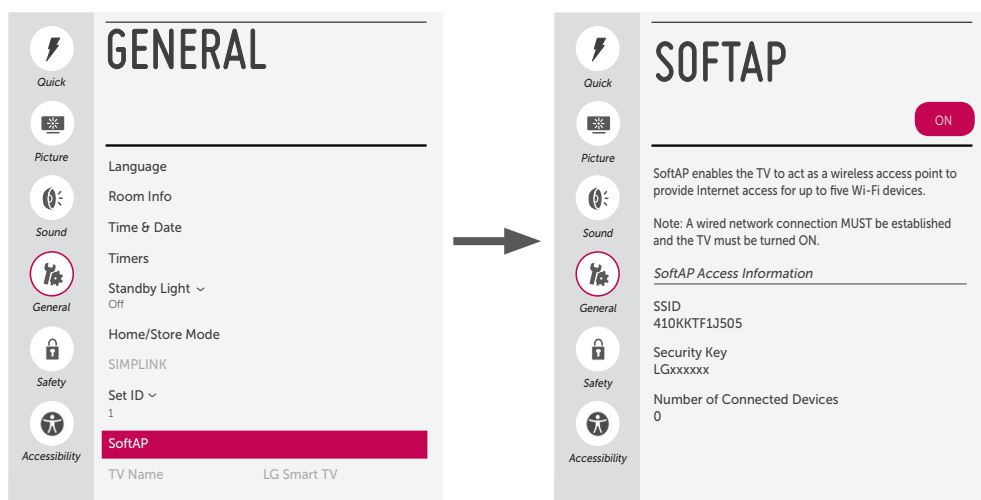 Quick
Picture
Sound
General
Safety
Accessibility
GENERAL
Language
Room Info
Time & Date
Timers
Standby Light
Off
Home/Store Mode
SIMPLINK
Set ID
1
SoftAP
TV Name LG Smart TV
Quick
Picture
Sound
General
Safety
Accessibility
SOFTAP
ON
SoftAP enables the TV to act as a wireless access point to
provide Internet access for up to five Wi-Fi devices.
Note: A wired network connection MUST be established
and the TV must be turned ON.
SoftAP Access Information
SSID
410KKTF1J505
Security Key
LGxxxxxx
Number of Connected Devices
0